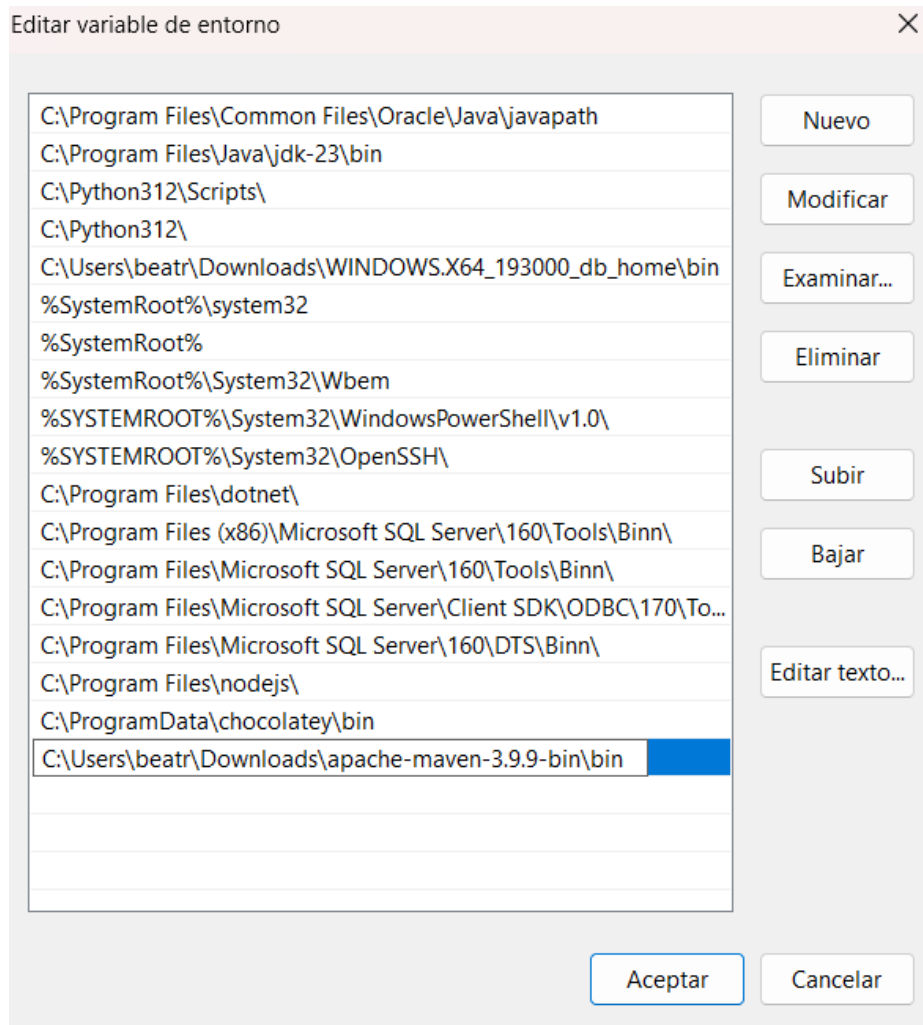 Editar variable de entorno
C:\Program Files\Common Files\Oracle\Java\javapath
C:\Program Files\Java\jdk-23\bin
C:\Python312\Scripts\
C:\Python312\
C:\Users\beatr\Downloads\WINDOWS.X64_193000_db_home\bin
%SystemRoot%\system32
%SystemRoot%
%SystemRoot%\System32\Wbem
%SYSTEMROOT%\System32\WindowsPowerShell\v1.0\
%SYSTEMROOT%\System32\OpenSSH\
C:\Program Files\dotnet\
C:\Program Files (x86)\Microsoft SQL Server\160\Tools\Binn\
C:\Program Files\Microsoft SQL Server\160\Tools\Binn\
C:\Program Files\Microsoft SQL Server\Client SDK\ODBC\170\To...
C:\Program Files\Microsoft SQL Server\160\DTS\Binn\
C:\Program Files\nodejs\
C:\ProgramData\chocolatey\bin
C:\Users\beatr\Downloads\apache-maven-3.9.9-bin\bin
Nuevo
Modificar
Examinar...
Eliminar
Subir
Bajar
Editar texto...
Aceptar
Cancelar